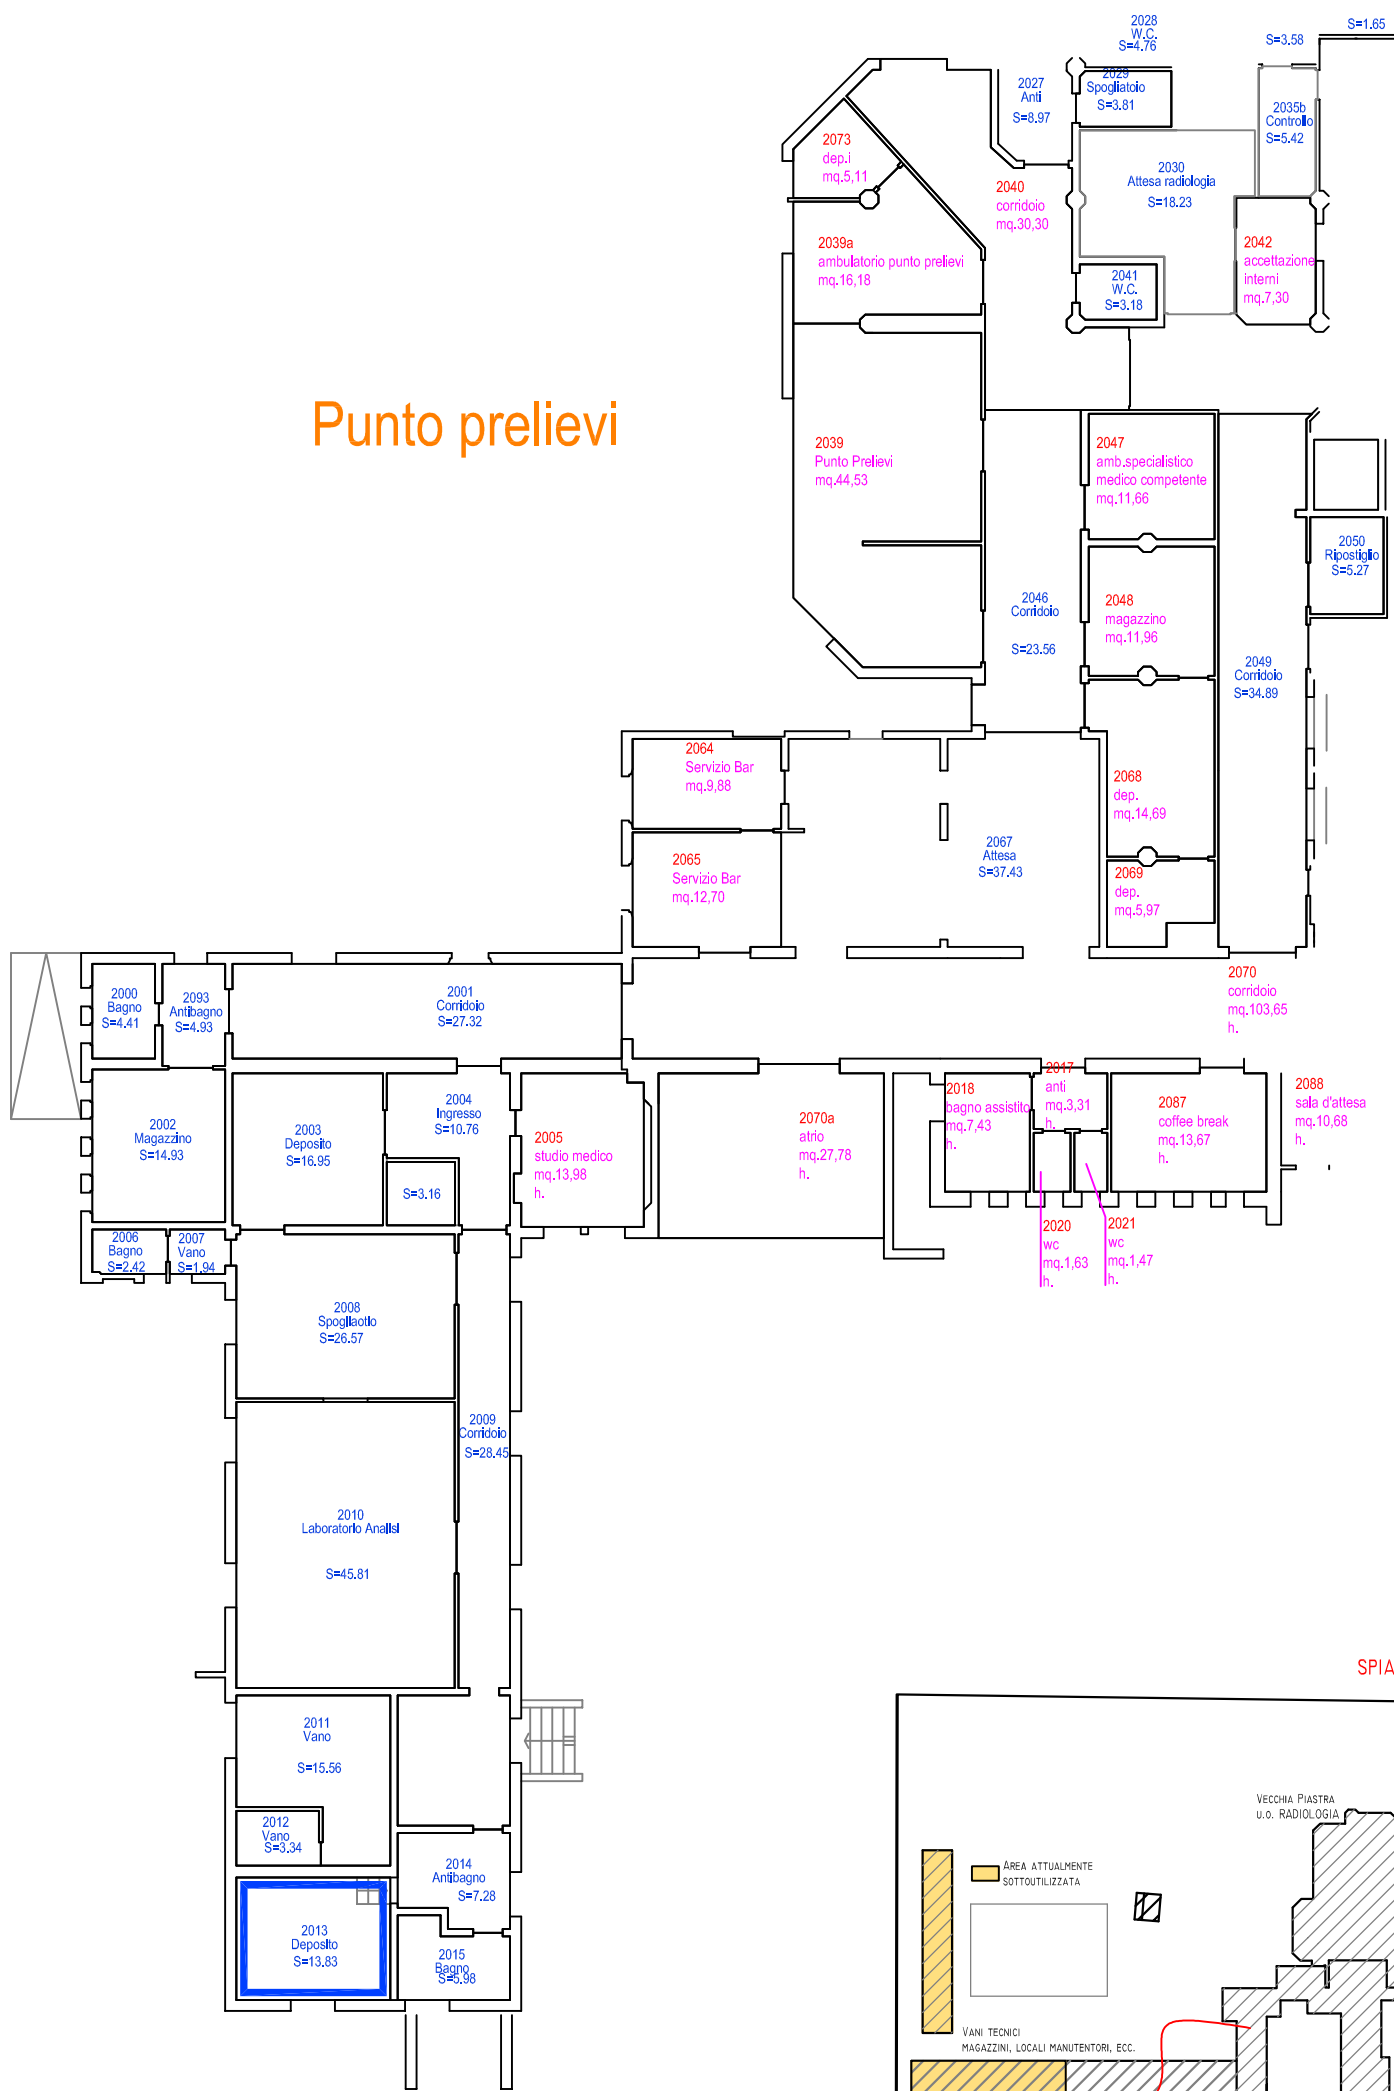 2028
W.C.
S=4.76
S=3.58
S=1.65
2027
Anti
S=8.97
2029
Spogliatoio
S=3.81
2035b
Controllo
S=5.42
2073
dep.i
mq.5,11
2030
Attesa radiologia
S=18.23
2040
corridoio
mq.30,30
2039a
ambulatorio punto prelievi
mq.16,18
2041
W.C.
S=3.18
2042
accettazione
interni
mq.7,30
Punto prelievi
2039
Punto Prelievi
mq.44,53
2047
amb.specialistico
medico competente
mq.11,66
2050
Ripostiglio
S=5.27
2046
Corridoio
S=23.56
2048
magazzino
mq.11,96
2049
Corridoio
S=34.89
2064
Servizio Bar
mq.9,88
2068
dep.
mq.14,69
2067
Attesa
S=37.43
2065
Servizio Bar
mq.12,70
2069
dep.
mq.5,97
2070
corridoio
mq.103,65
h.
2000
Bagno
S=4.41
2093
Antibagno
S=4.93
2001
Corridoio
S=27.32
2002
Magazzino
S=14.93
2003
Deposito
S=16.95
2004
Ingresso
S=10.76
S=3.16
2005
studio medico
mq.13,98
h.
2070a
atrio
mq.27,78
h.
2018
bagno assistito
mq.7,43
h.
2017
anti
mq.3,31
h.
2087
coffee break
mq.13,67
h.
2088
sala d'attesa
mq.10,68
h.
2020
wc
mq.1,63
h.
2021
wc
mq.1,47
h.
2006
Bagno
S=2.42
2007
Vano
S=1.94
2008
Spogliaotio
S=26.57
2009
Corridoio
S=28.45
2010
Laboratorio Analisi
S=45.81
2011
Vano
S=15.56
2012
Vano
S=3.34
2014
Antibagno
S=7.28
2013
Deposito
S=13.83
2015
Bagno
S=5.98
SPIA
VECCHIA PIASTRA
U.O. RADIOLOGIA
AREA ATTUALMENTE
SOTTOUTILIZZATA
VANI TECNICI
MAGAZZINI, LOCALI MANUTENTORI, ECC.